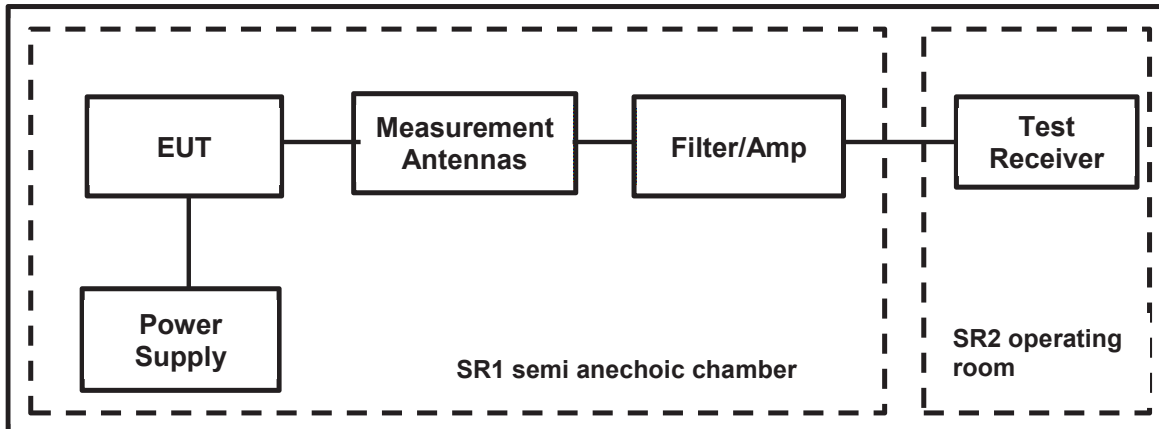 EUT
Measurement
Antennas
Filter/Amp
Test
Receiver
Power
Supply
SR1 semi anechoic chamber
SR2 operating
room